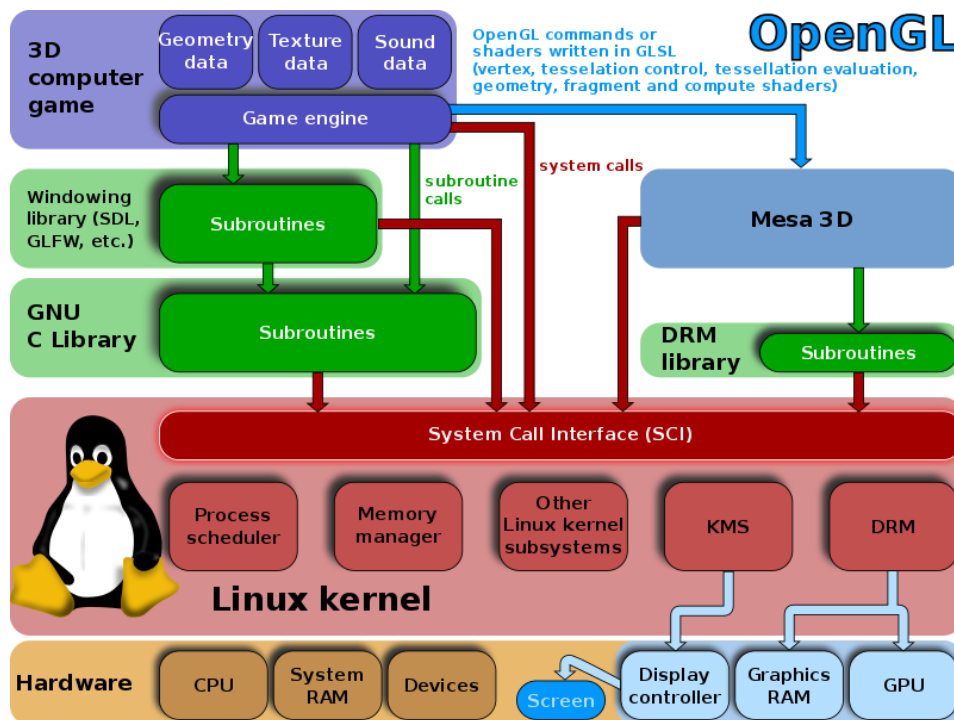 3D
computer
game
Geometry
data
Texture
data
Sound
data
Game engine
OpenGL commands or
shaders written in GLSL
(vertex, tesselation control, tessellation evaluation,
geometry, fragment and compute shaders)
OpenGL
system calls
subroutine
calls
Windowing
library (SDL,
GLFW, etc.)
Subroutines
Mesa 3D
GNU
C Library
Subroutines
DRM
library
Subroutines
System Call Interface (SCI)
Process
scheduler
Memory
manager
Other
Linux kernel
subsystems
KMS
DRM
Linux kernel
Hardware
CPU
System
RAM
Devices
Screen
Display
controller
Graphics
RAM
GPU